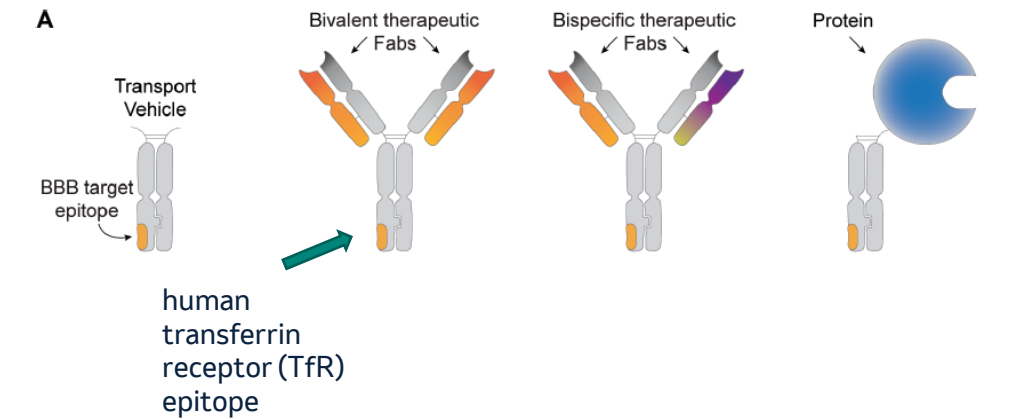 A
Bivalent therapeutic
Fabs
Bispecific therapeutic
Fabs
Protein
Transport
Vehicle
BBB target
epitope
human
transferrin
receptor (TfR)
epitope